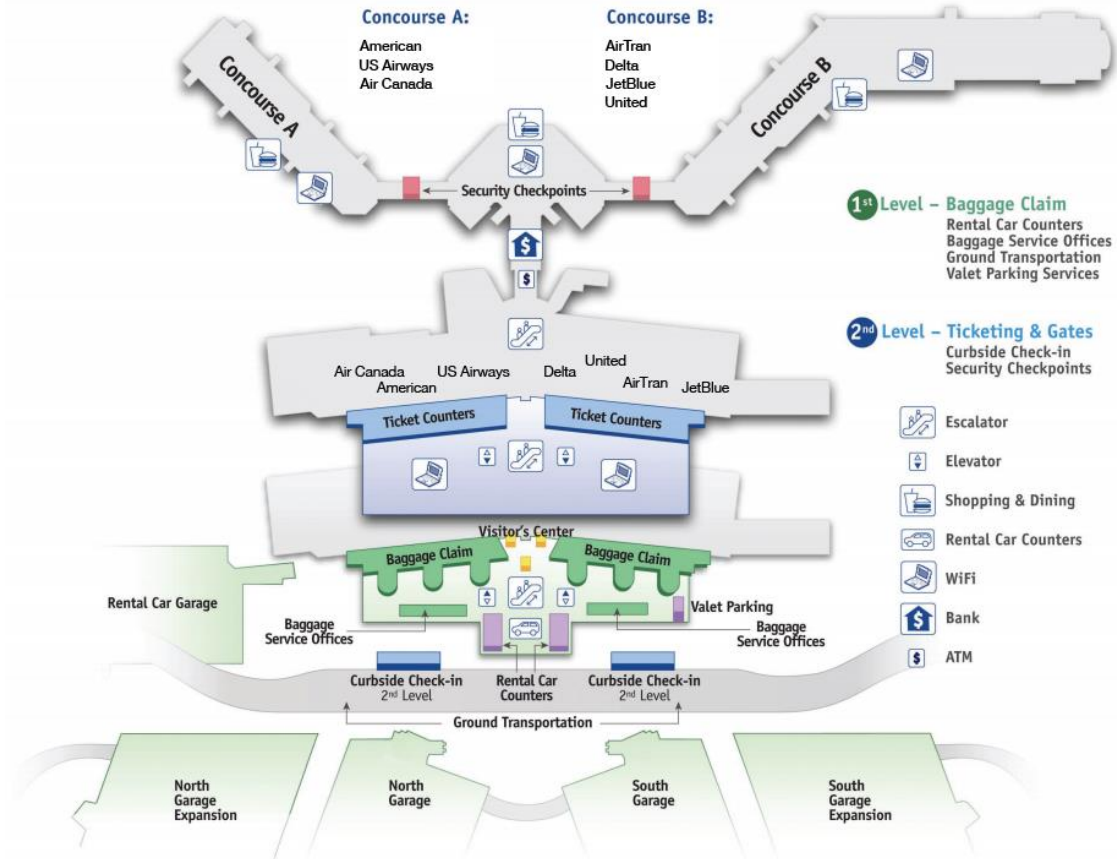 Concourse A:
American
US Airways
Air Canada
Concourse B:
AirTran
Delta
JetBlue
United
Concourse A
Concourse B
Security Checkpoints
$
$
1st Level – Baggage Claim
Rental Car Counters
Baggage Service Offices
Ground Transportation
Valet Parking Services
2nd Level – Ticketing & Gates
Curbside Check-in
Security Checkpoints
Air Canada
American
US Airways
Delta
United
AirTran
JetBlue
Ticket Counters
Ticket Counters
Escalator
Elevator
Shopping & Dining
Rental Car Counters
WiFi
$
Bank
$
ATM
Visitor's Center
Baggage Claim
Baggage Claim
Rental Car Garage
Baggage
Service Offices
Valet Parking
Baggage
Service Offices
Curbside Check-in
2nd Level
Rental Car
Counters
Curbside Check-in
2nd Level
Ground Transportation
North
Garage
Expansion
North
Garage
South
Garage
South
Garage
Expansion